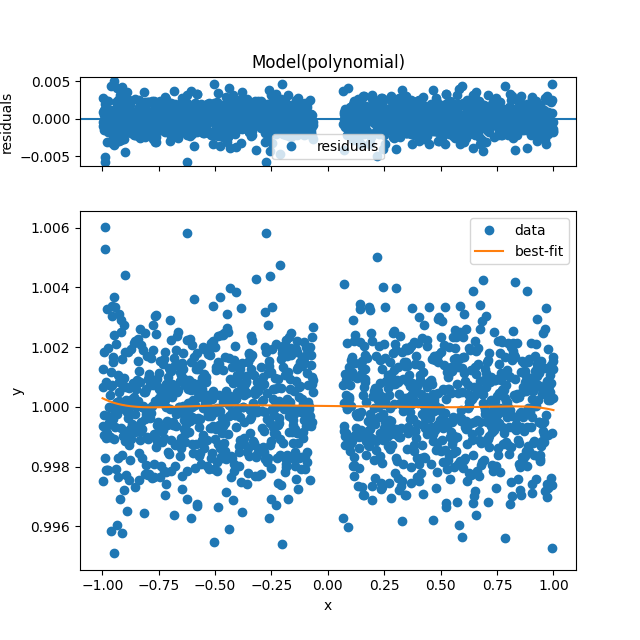 Model(polynomial)
0.005
0.000
−0.005
residuals
residuals
1.006
1.004
1.002
1.000
0.998
0.996
y
data
best-fit
−1.00 −0.75 −0.50 −0.25 0.00 0.25 0.50 0.75 1.00
x